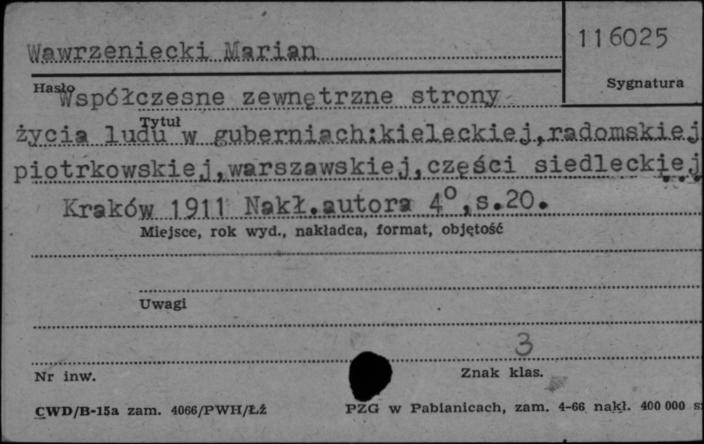 116025
Wawrzeniecki Marian
Sygnatura
Hasło
Współczesne zewnętrzne strony
Tytuł
życia ludu w guberniach:kieleckiej,radomskiej
piotrkowskiej,warszawskiej,części siedleckiej
...
Kraków 1911 Nakł.autora 4°,s.20.
Miejsce, rok wyd., nakładca, format, objętość
Uwagi
3
Nr inw.
Znak klas.
CWD/B-15a zam. 4066/PWH/ŁŻ
PZG w Pabianicach, zam. 4-66 nakł. 400 000